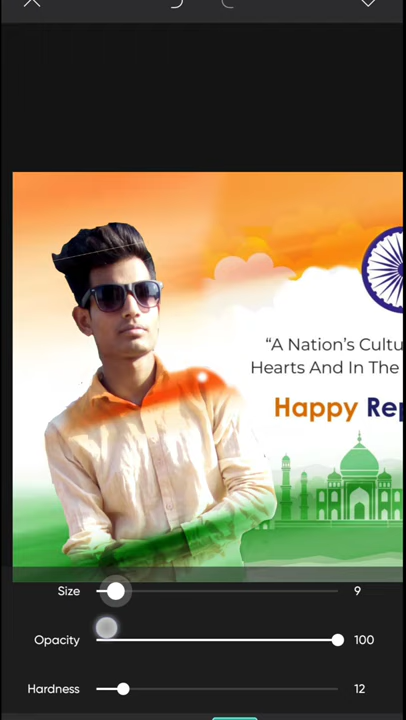 “A Nation’s Cultu
Hearts And In The
Happy Rep
Size 9
Opacity 100
Hardness 12